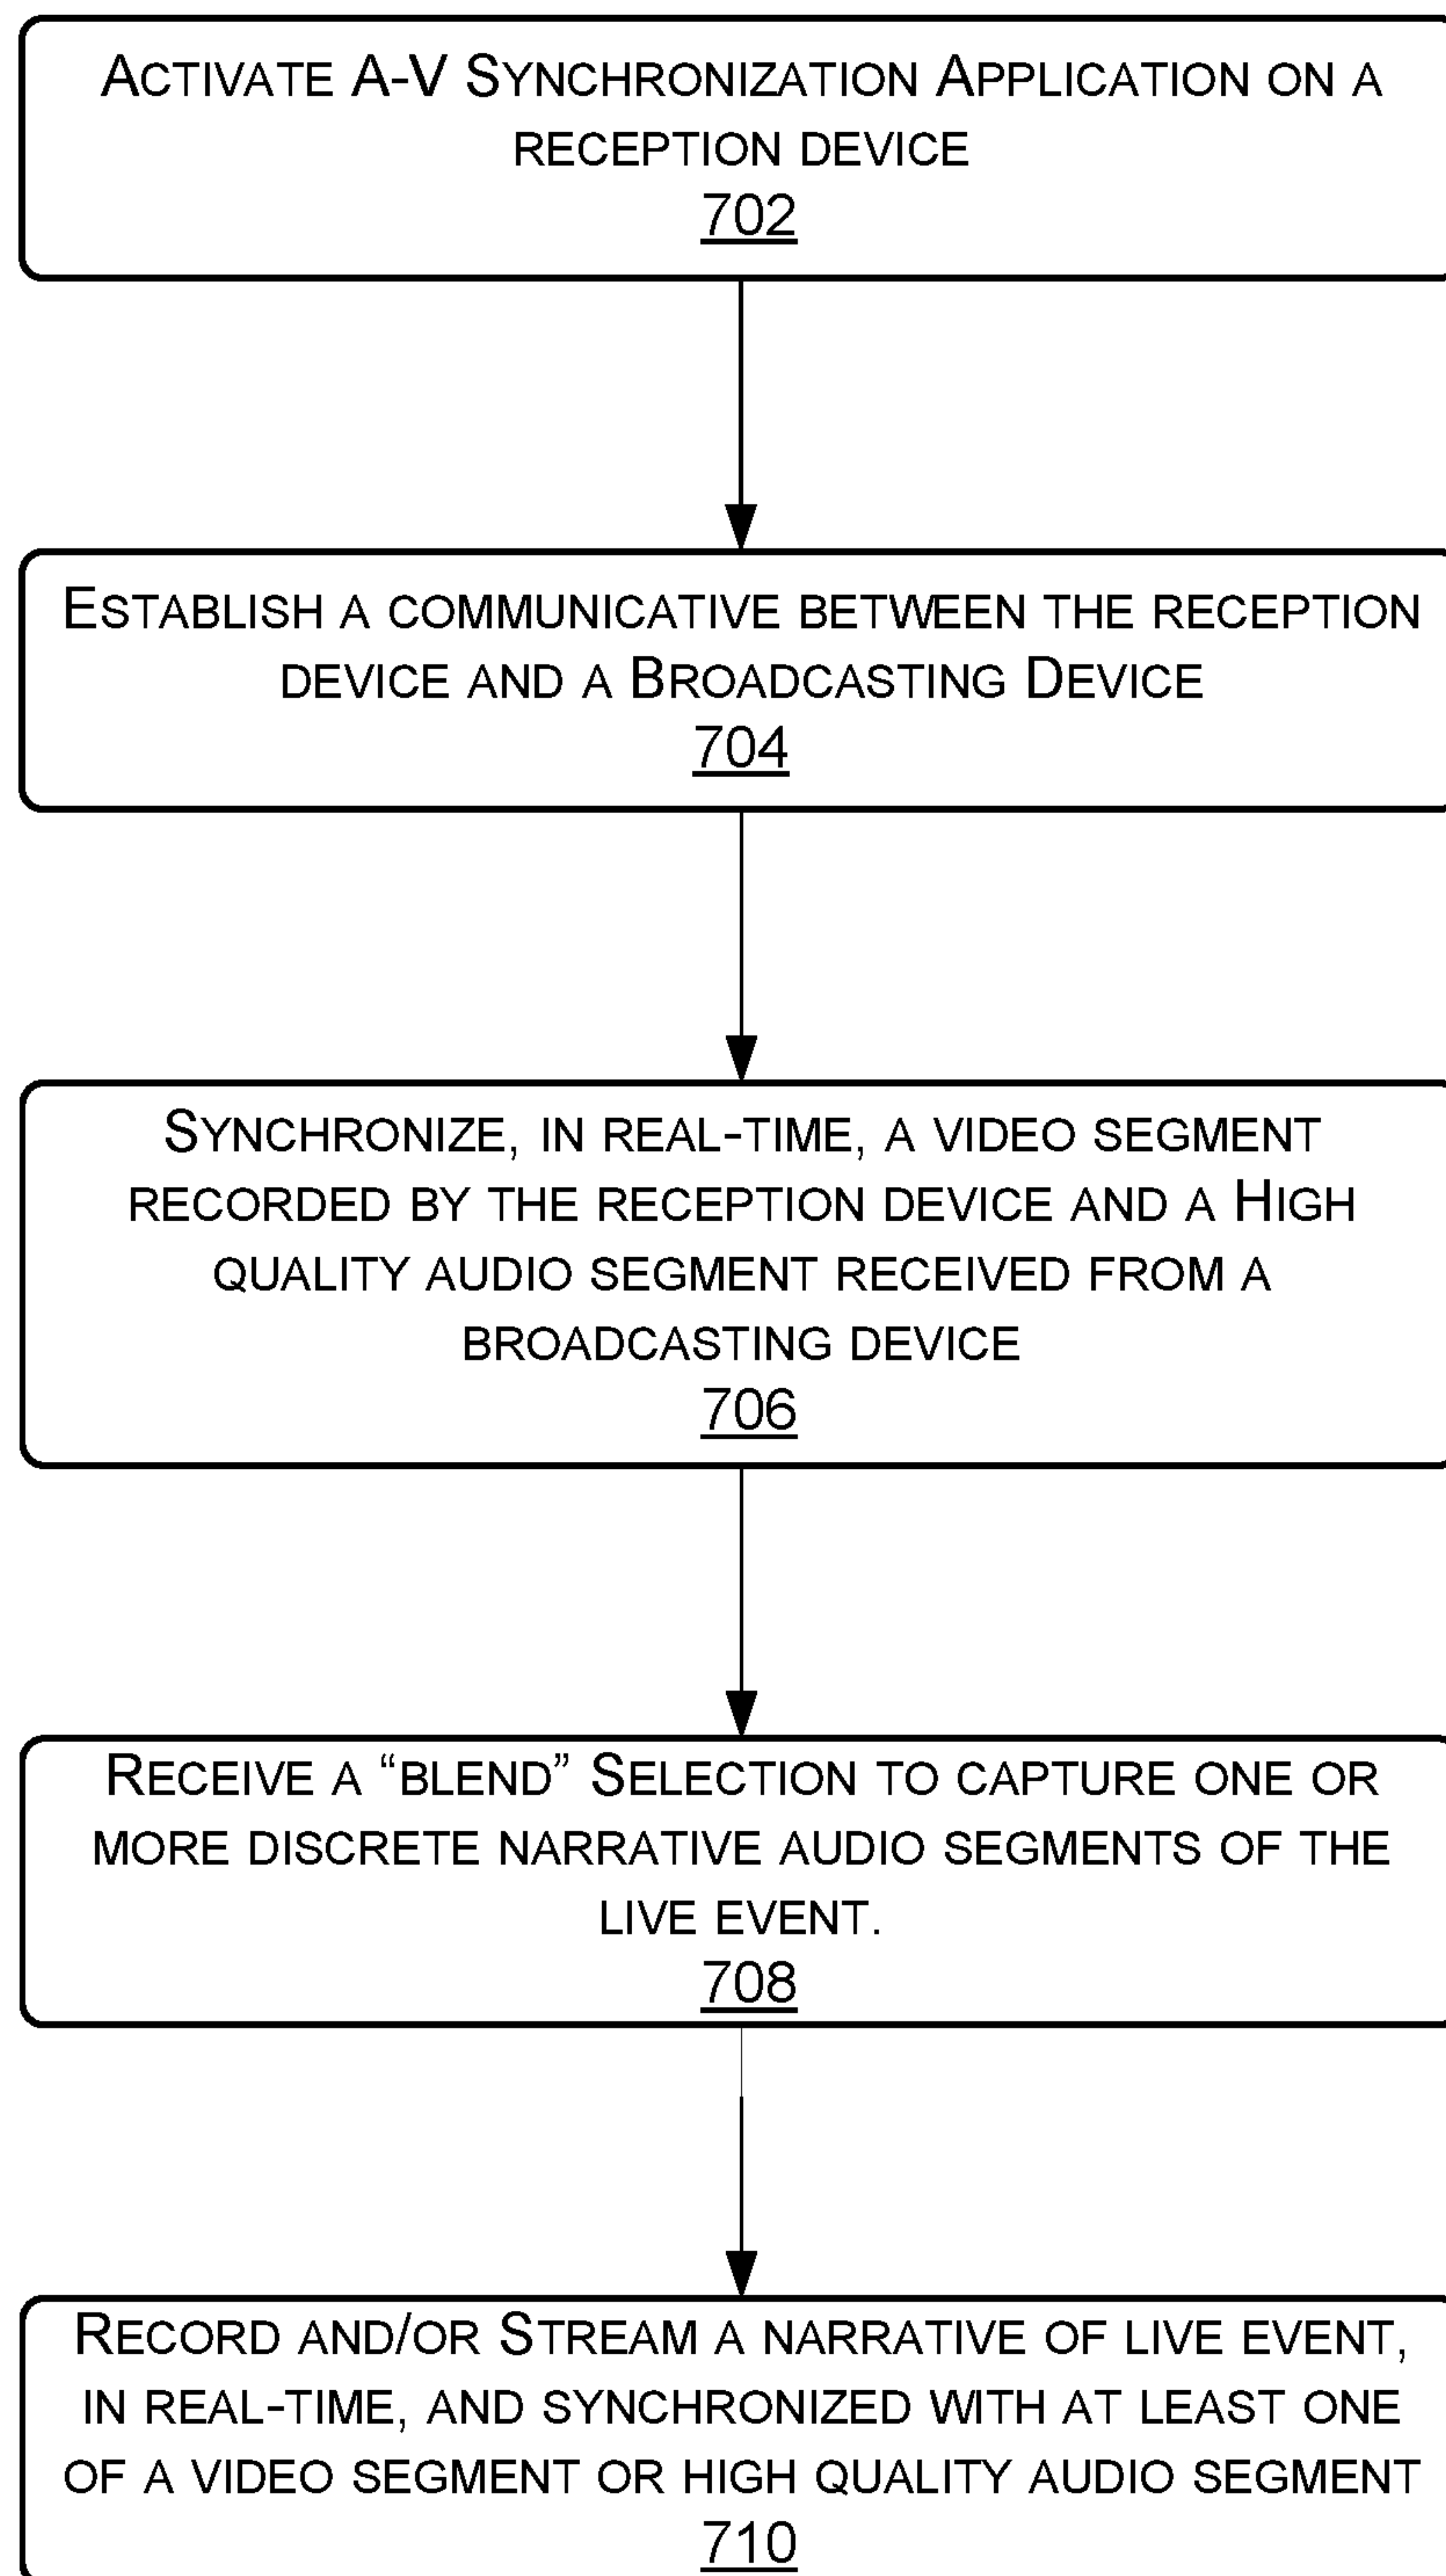 Activate A-V Synchronization Application on a
reception device
702
Establish a communicative between the reception
device and a Broadcasting Device
704
Synchronize, in real-time, a video segment
recorded by the reception device and a High
quality audio segment received from a
broadcasting device
706
Receive a “blend” Selection to capture one or
more discrete narrative audio segments of the
live event.
708
Record and/or Stream a narrative of live event,
in real-time, and synchronized with at least one
of a video segment or high quality audio segment
710